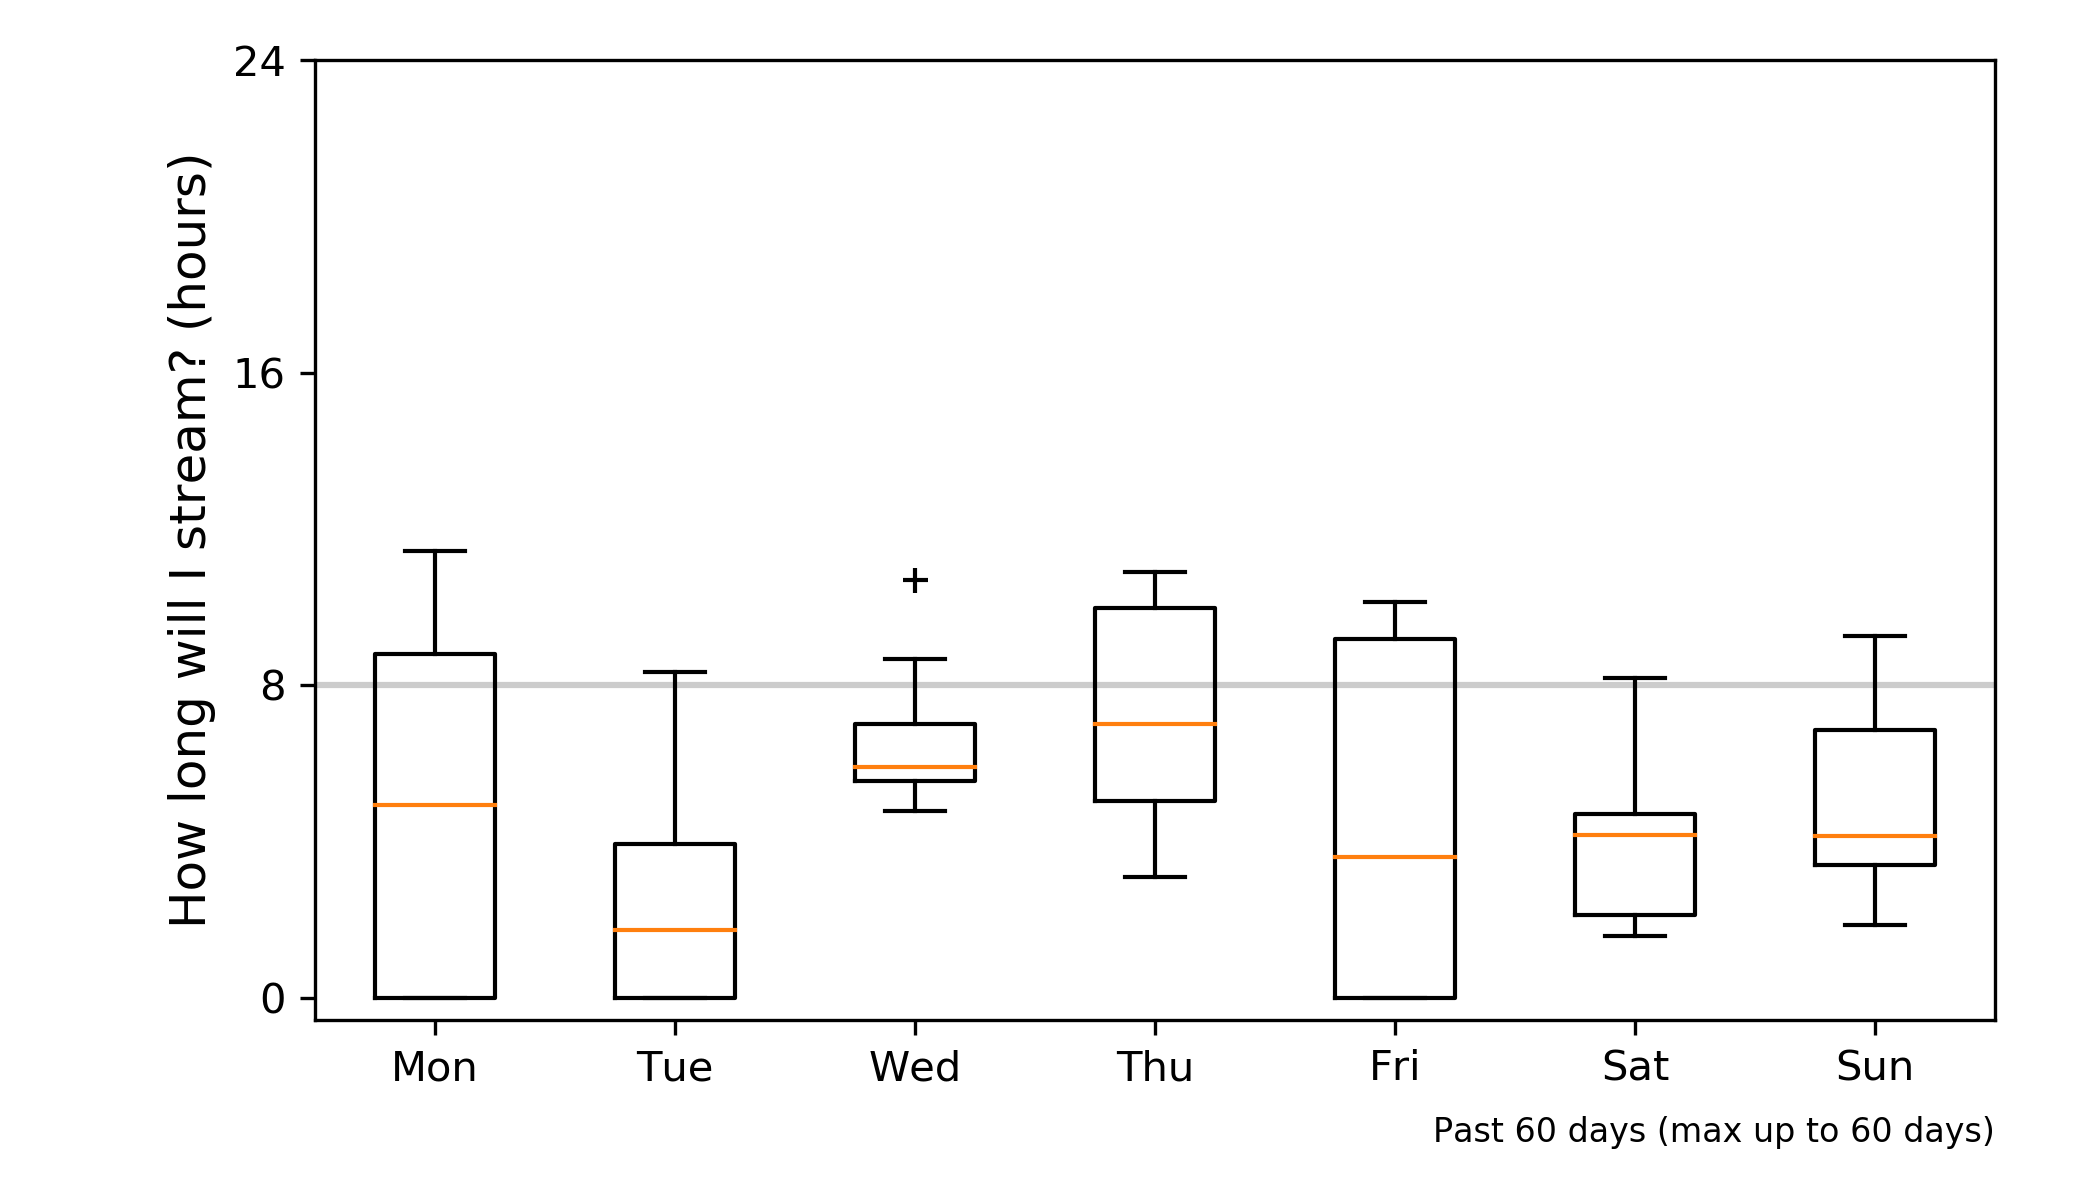 How long will I stream? (hours)
24
16
8
0
Mon Tue Wed Thu Fri Sat Sun
Past 60 days (max up to 60 days)